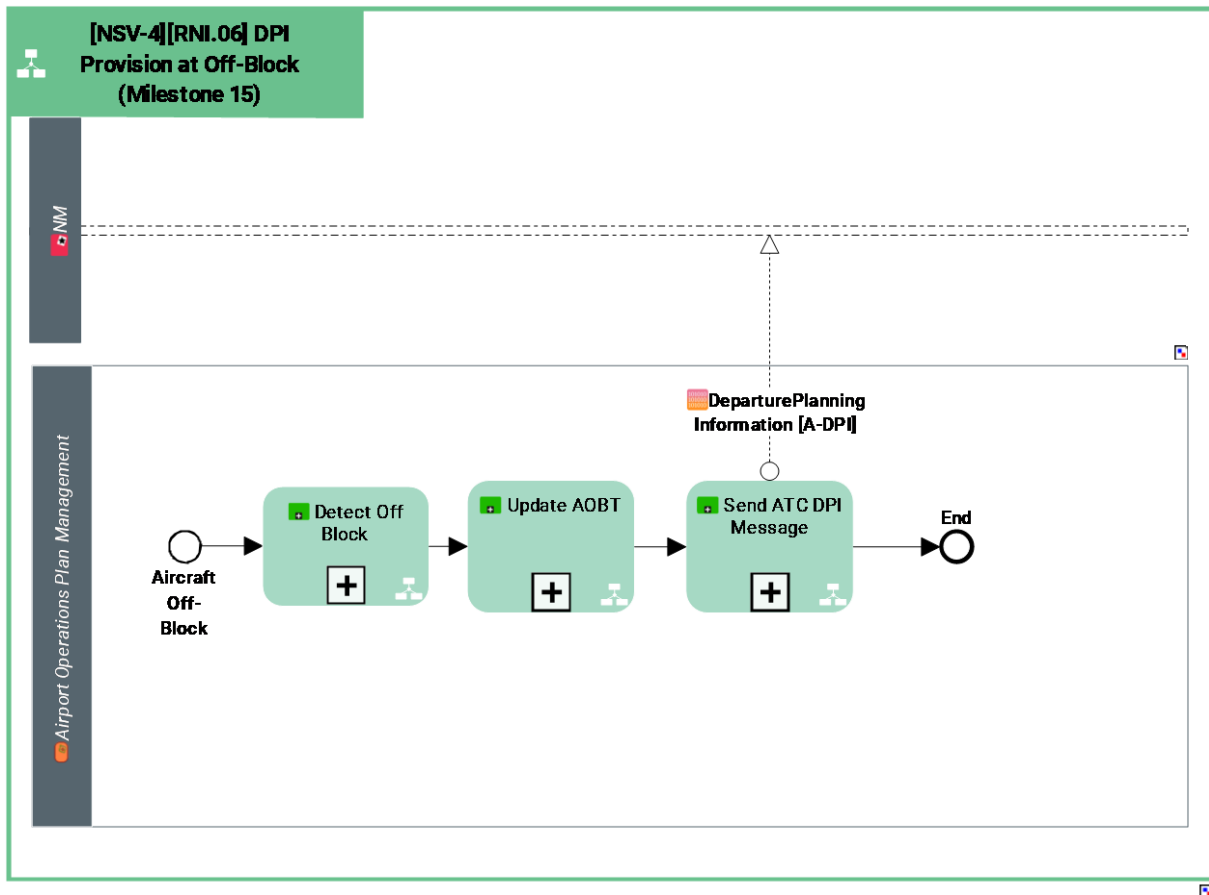 [NSV-4][RNI.06] DPI
Provision at Off-Block
(Milestone 15)
NM
DeparturePlanning
Information [A-DPI]
Airport Operations Plan Management
Aircraft
Off-
Block
Detect Off
Block
Update AOBT
Send ATC DPI
Message
End